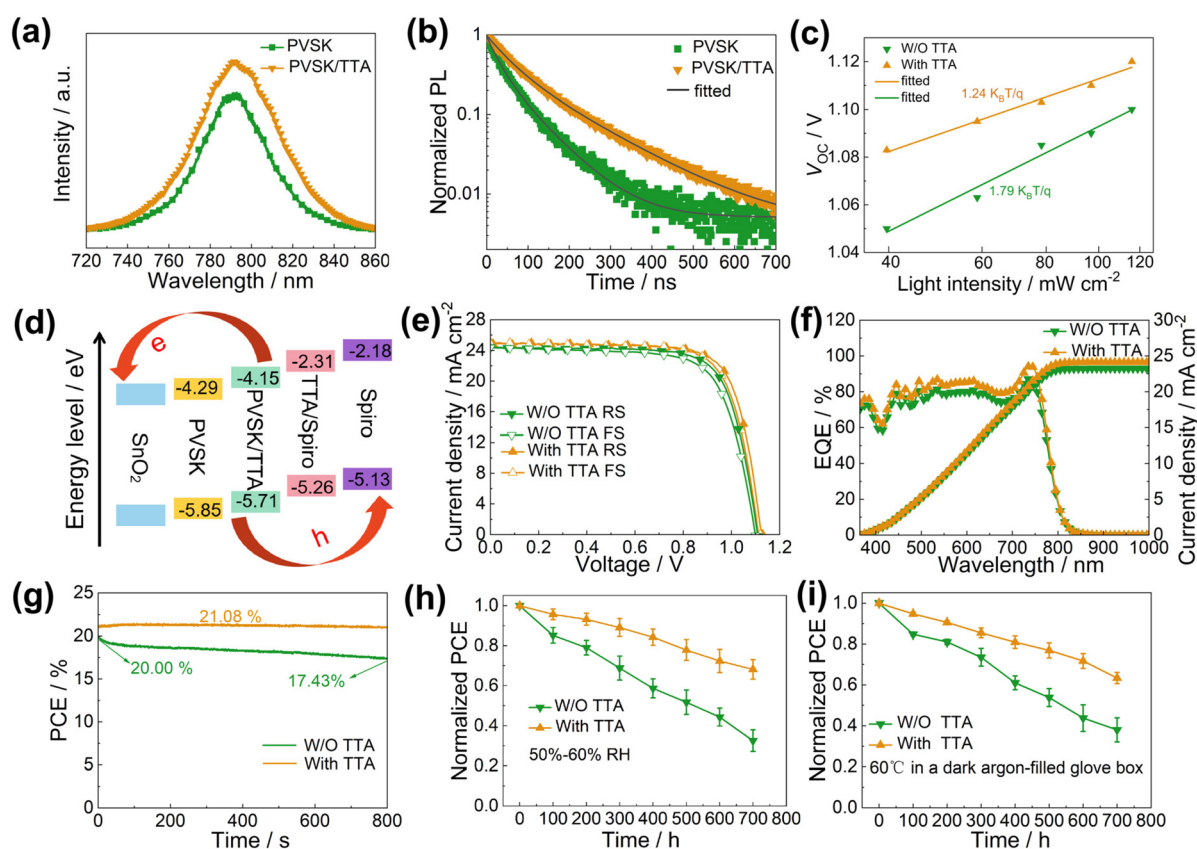 (a)
PVSK
PVSK/TTA
Intensity / a.u.
720 740 760 780 800 820 840 860
Wavelength / nm
(b)
PVSK
PVSK/TTA
fitted
Normalized PL
1
0.1
0.01
0 100 200 300 400 500 600 700
Time / ns
(c)
W/O TTA
With TTA
fitted
fitted
1.24 KBT/q
1.79 KBT/q
VOC / V
1.12
1.10
1.08
1.06
1.04
40 60 80 100 120
Light intensity / mW cm-2
(d)
Energy level / eV
e
h
-4.29
-4.15
-2.31
-2.18
SnO2
PVSK
PVSK/TTA
TTA/Spiro
Spiro
-5.85
-5.71
-5.26
-5.13
(e)
Current density / mA cm-2
28
24
20
16
12
8
4
0
W/O TTA RS
W/O TTA FS
With TTA RS
With TTA FS
0.0 0.2 0.4 0.6 0.8 1.0 1.2
Voltage / V
(f)
W/O TTA
With TTA
EQE / %
120
100
80
60
40
20
0
Current density / mA cm-2
30
25
20
15
10
5
0
400 500 600 700 800 900 1000
Wavelength / nm
(g)
PCE / %
25
20
15
10
5
0
21.08 %
20.00 %
17.43%
W/O TTA
With TTA
0 200 400 600 800
Time / s
(h)
Normalized PCE
1.0
0.8
0.6
0.4
0.2
0.0
W/O TTA
With TTA
50%-60% RH
0 100 200 300 400 500 600 700 800
Time / h
(i)
Normalized PCE
1.0
0.8
0.6
0.4
0.2
0.0
W/O TTA
With TTA
60℃ in a dark argon-filled glove box
0 100 200 300 400 500 600 700 800
Time / h